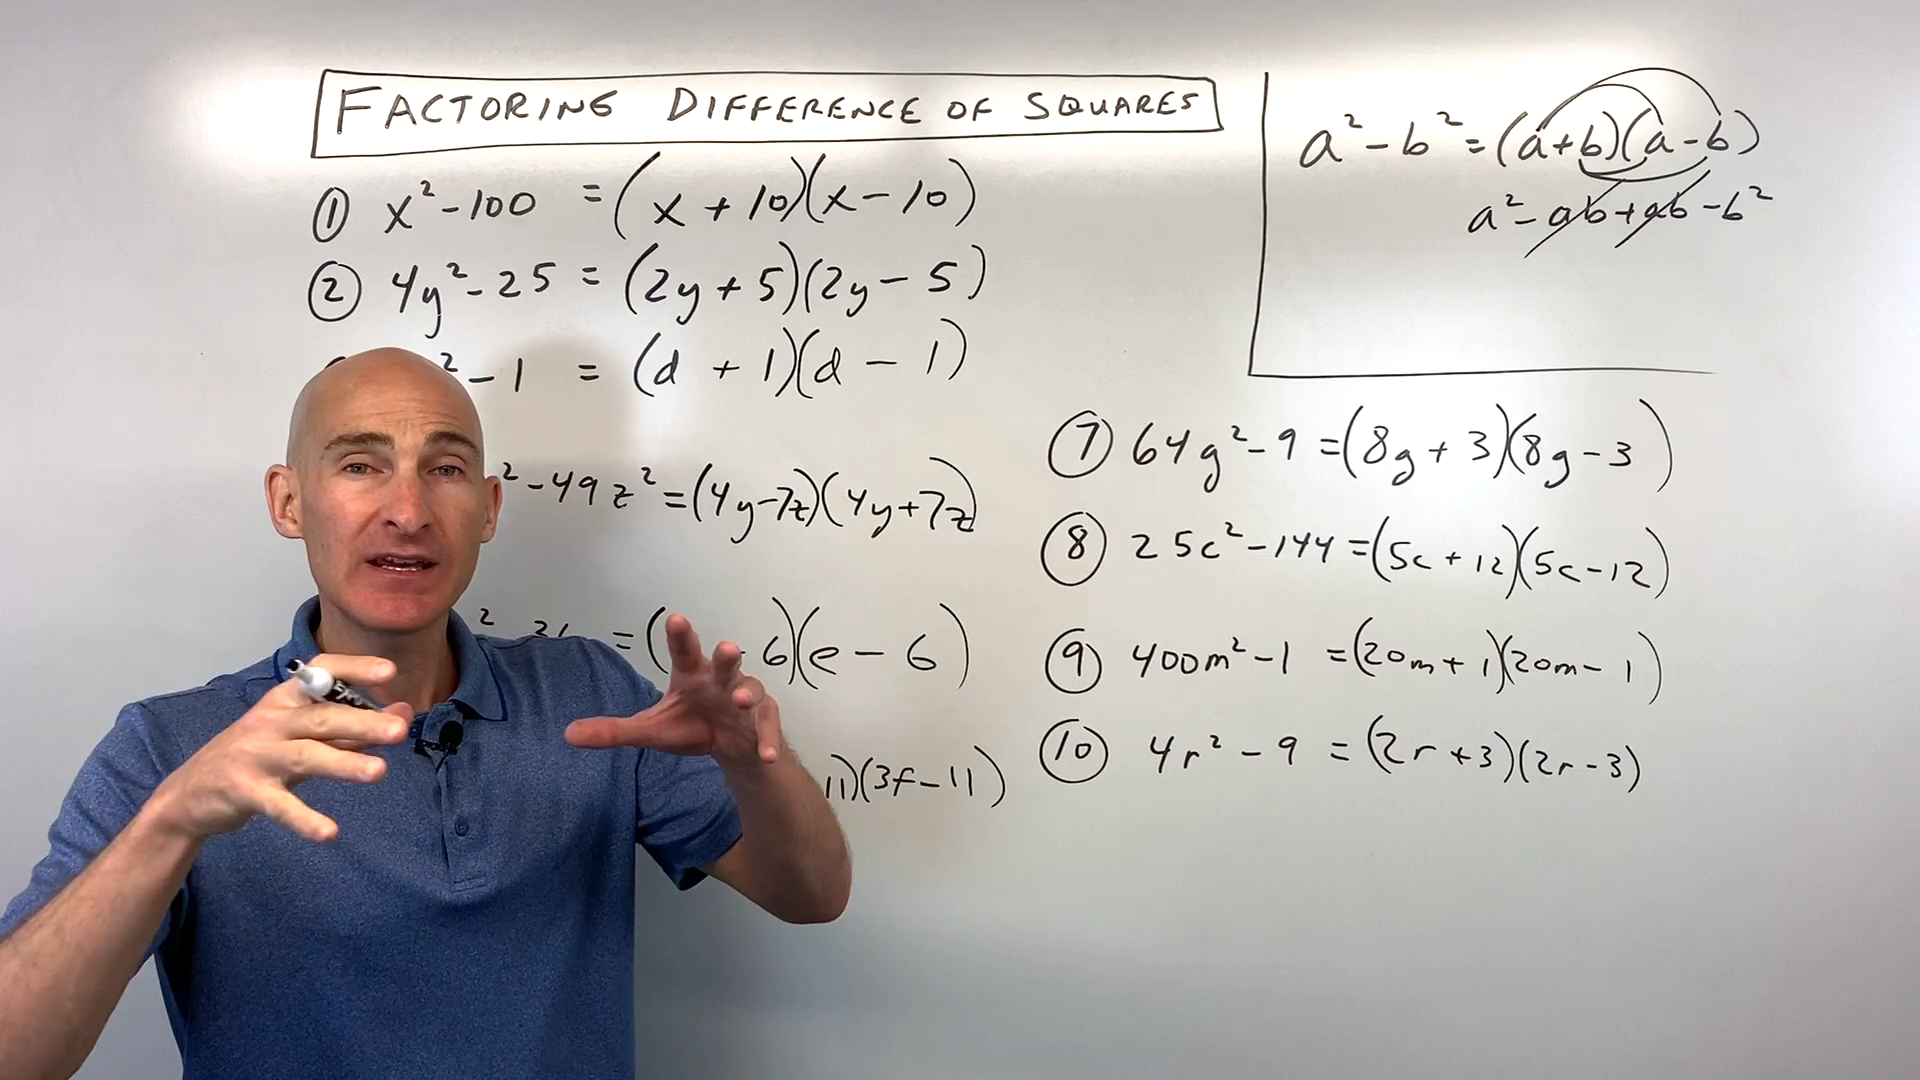 FACTORING DIFFERENCE OF SQUARES
① x²-100 = (x + 10)(x - 10)
② 4y²-25 = (2y + 5)(2y - 5)
²-1 = (d + 1)(d - 1)
²-49z² = (4y-7z)(4y+7z)
² = ( 6)(e - 6)
11)(3f-11)
a²-b² = (a+b)(a-b)
a²-ab+ab-b²
⑦ 64g²-9 = (8g + 3)(8g - 3)
⑧ 25c²-144 = (5c + 12)(5c - 12)
⑨ 400m²-1 = (20m + 1)(20m - 1)
⑩ 4r² - 9 = (2r + 3)(2r - 3)